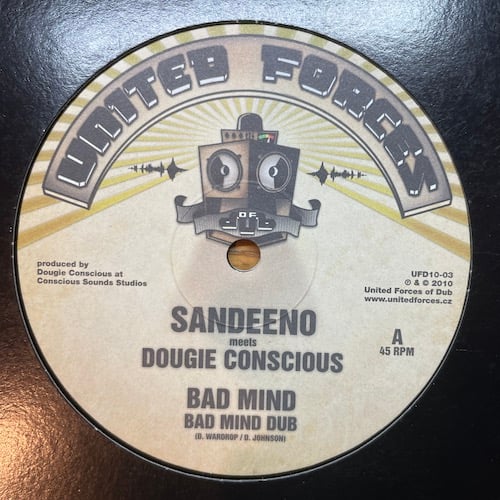 UNITED FORCES
OF
DUB
produced by
Dougie Conscious at
Conscious Sounds Studios
UFD10-03
℗ & © 2010
United Forces of Dub
www.unitedforces.cz
SANDEENO
meets
DOUGIE CONSCIOUS
A
45 RPM
BAD MIND
BAD MIND DUB
(D. WARDROP / D. JOHNSON)